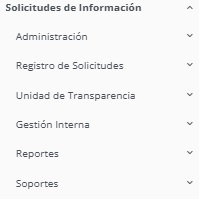 Solicitudes de Información
Administración
Registro de Solicitudes
Unidad de Transparencia
Gestión Interna
Reportes
Soportes